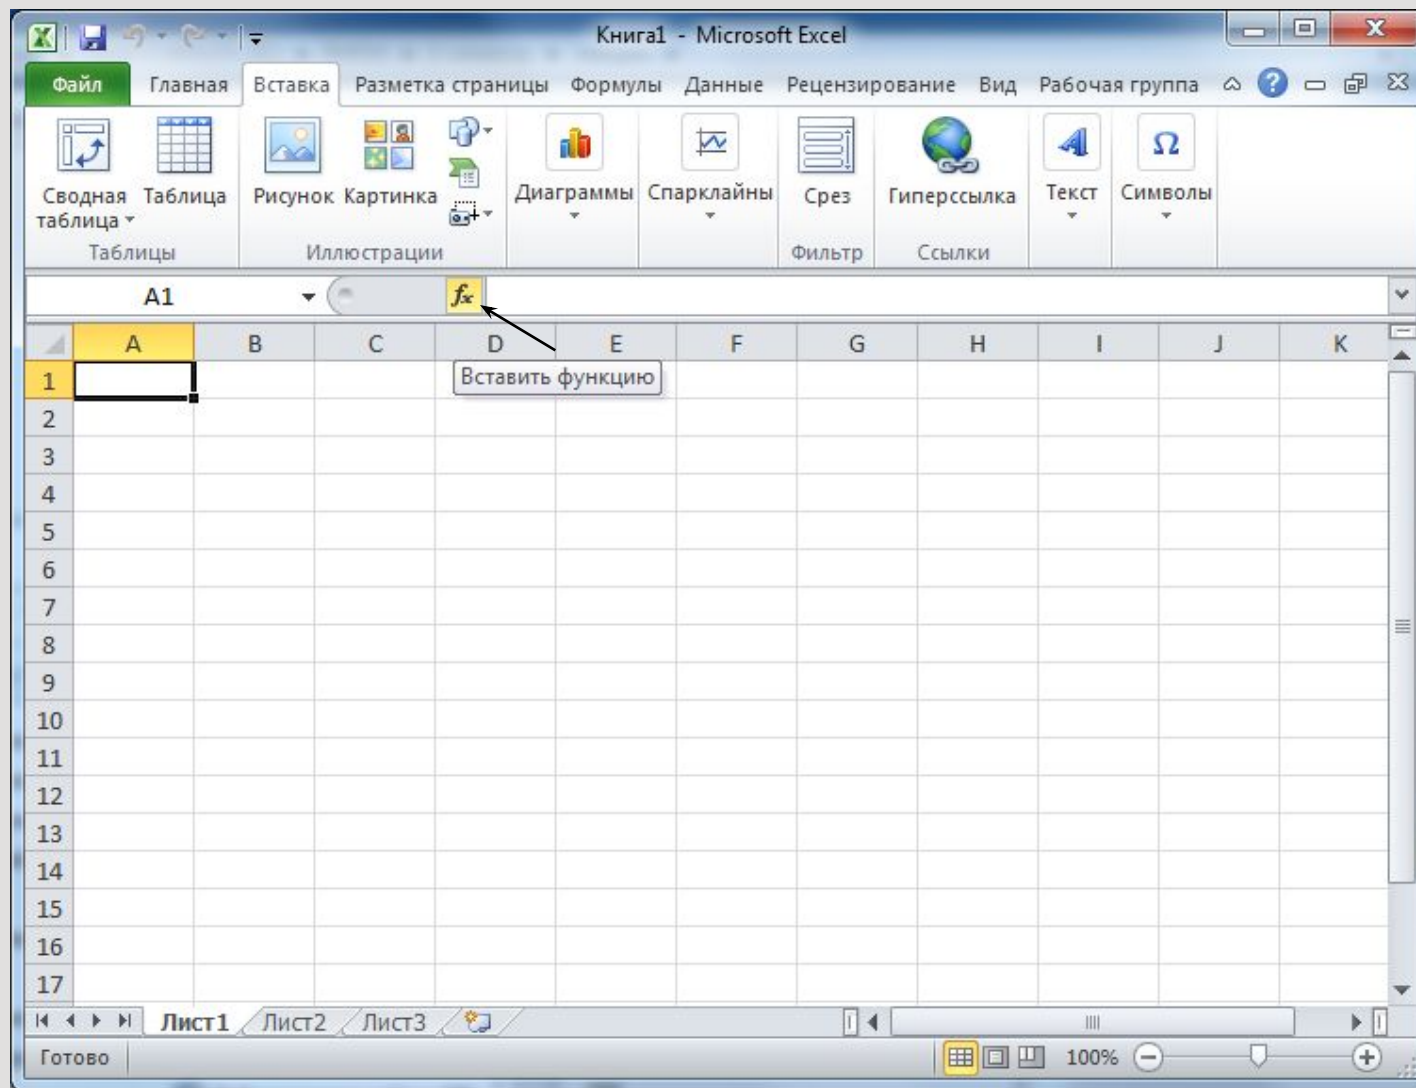 Книга1 - Microsoft Excel
Файл Главная Вставка Разметка страницы Формулы Данные Рецензирование Вид Рабочая группа
Сводная таблица
Таблица
Рисунок
Картинка
Диаграммы
Спарклайны
Срез
Гиперссылка
Текст
Символы
Таблицы Иллюстрации Фильтр Ссылки
A1 fx
A B C D E F G H I J K
Вставить функцию
1
2
3
4
5
6
7
8
9
10
11
12
13
14
15
16
17
Лист1 Лист2 Лист3
Готово 100%